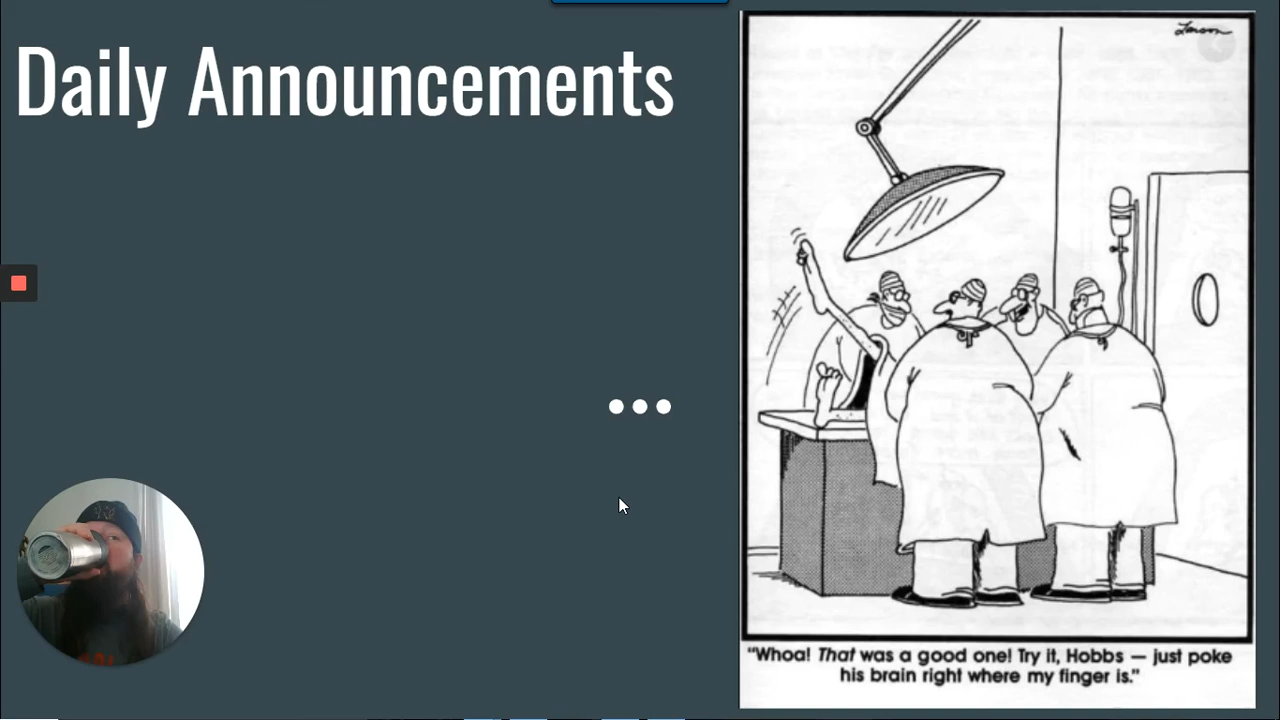 Daily Announcements
Larson
"Whoa! That was a good one! Try it, Hobbs — just poke
his brain right where my finger is."